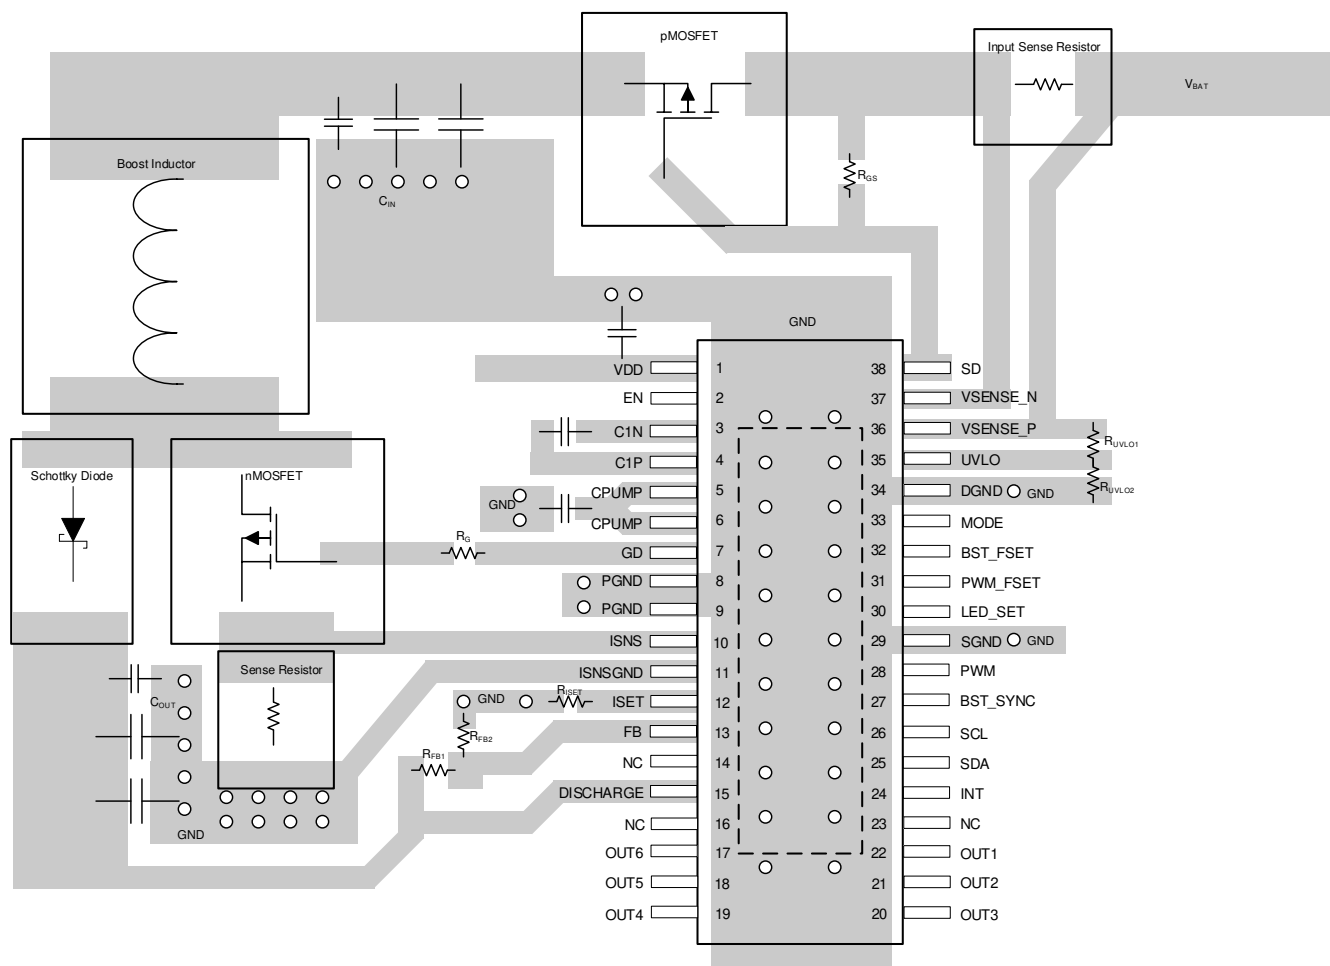 pMOSFET
Input Sense Resistor
VBAT
Boost Inductor
RGS
CIN
GND
VDD 1 38 SD
EN 2 37 VSENSE_N
C1N 3 36 VSENSE_P
RUVLO1
C1P 4 35 UVLO
Schottky Diode
nMOSFET
CPUMP 5 34 DGND GND
RUVLO2
GND
CPUMP 6 33 MODE
RG
GD 7 32 BST_FSET
PGND 8 31 PWM_FSET
PGND 9 30 LED_SET
ISNS 10 29 SGND GND
Sense Resistor
ISNSGND 11 28 PWM
COUT
GND
RISET
ISET 12 27 BST_SYNC
RFB2
FB 13 26 SCL
RFB1
NC 14 25 SDA
DISCHARGE 15 24 INT
GND
NC 16 23 NC
OUT6 17 22 OUT1
OUT5 18 21 OUT2
OUT4 19 20 OUT3